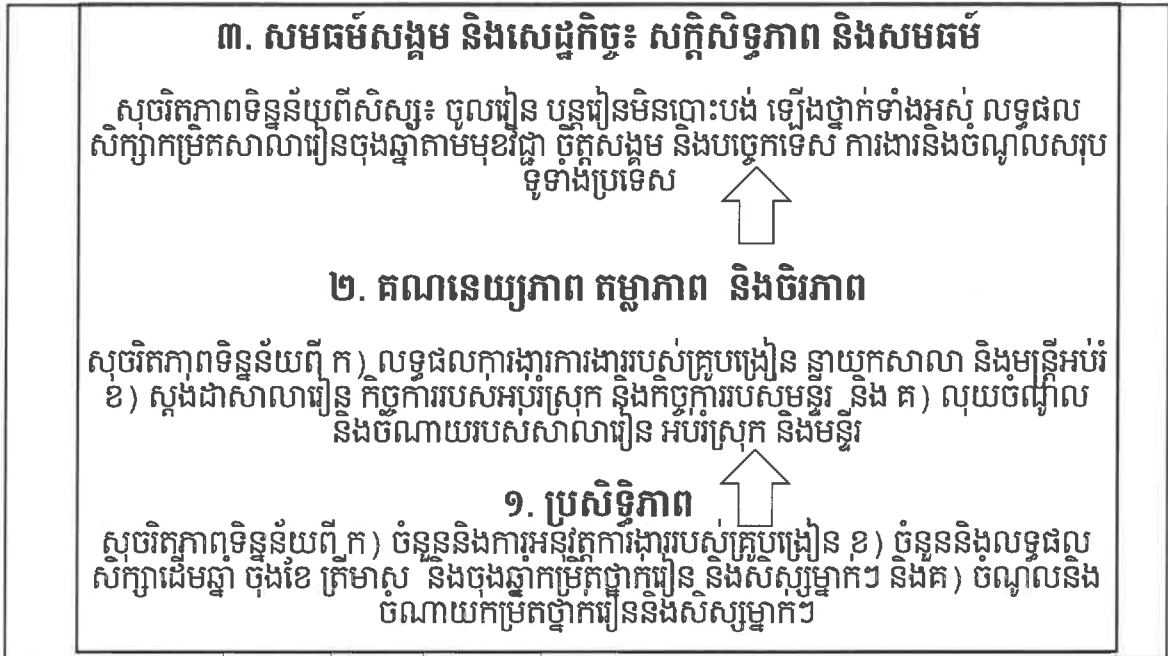 ៣. សមធម៍សង្គម និងសេដ្ឋកិច្ច៖ សក្តិសិទ្ធភាព និងសមធម៍
សុចរិតភាពទិន្នន័យពីសិស្ស៖ ចូលរៀន បន្តរៀនមិនបោះបង់ ឡើងថ្នាក់ទាំងអស់ លទ្ធផល
សិក្សាកម្រិតសាលារៀនចុងឆ្នាំតាមមុខវិជ្ជា ចិត្តសង្គម និងបច្ចេកទេស ការងារនិងចំណូលសរុប
ទូទាំងប្រទេស
២. គណនេយ្យភាព តម្លាភាព និងចិរភាព
សុចរិតភាពទិន្នន័យពី ក) លទ្ធផលការងារការងាររបស់គ្រូបង្រៀន នាយកសាលា និងមន្ត្រីអប់រំ
ខ) ស្តង់ដាសាលារៀន កិច្ចការរបស់អប់រំស្រុក និងកិច្ចការរបស់មន្ទីរ និង គ) លុយចំណូល
និងចំណាយរបស់សាលារៀន អប់រំស្រុក និងមន្ទីរ
១. ប្រសិទ្ធិភាព
សុចរិតភាពទិន្នន័យពី ក) ចំនួននិងការអនុវត្តការងាររបស់គ្រូបង្រៀន ខ) ចំនួននិងលទ្ធផល
សិក្សាដើមឆ្នាំ ចុងខែ ត្រីមាស និងចុងឆ្នាំកម្រិតថ្នាក់រៀន និងសិស្សម្នាក់ៗ និងគ) ចំណូលនិង
ចំណាយកម្រិតថ្នាក់រៀននិងសិស្សម្នាក់ៗ